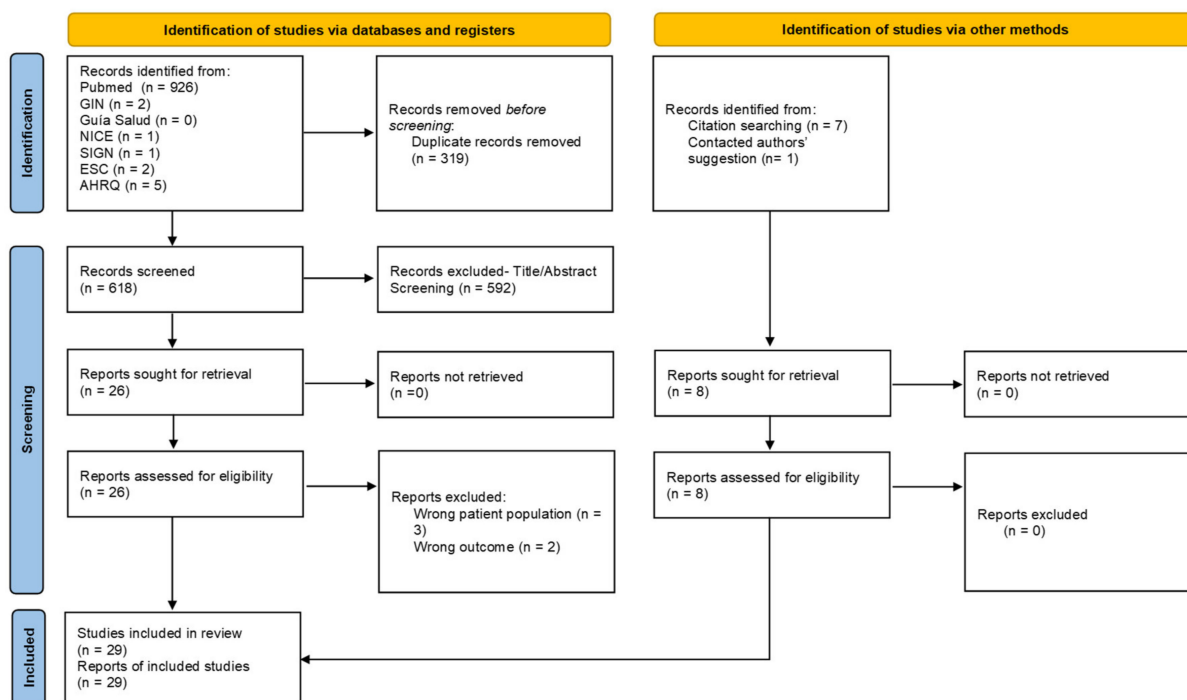 Identification of studies via databases and registers
Identification of studies via other methods
Identification
Records identified from:
Pubmed (n = 926)
GIN (n = 2)
Guía Salud (n = 0)
NICE (n = 1)
SIGN (n = 1)
ESC (n = 2)
AHRQ (n = 5)
Records removed before
screening:
Duplicate records removed
(n = 319)
Records identified from:
Citation searching (n = 7)
Contacted authors'
suggestion (n= 1)
Screening
Records screened
(n = 618)
Records excluded- Title/Abstract
Screening (n = 592)
Reports sought for retrieval
(n = 26)
Reports not retrieved
(n =0)
Reports sought for retrieval
(n = 8)
Reports not retrieved
(n = 0)
Reports assessed for eligibility
(n = 26)
Reports excluded:
Wrong patient population (n =
3)
Wrong outcome (n = 2)
Reports assessed for eligibility
(n = 8)
Reports excluded
(n = 0)
Included
Studies included in review
(n = 29)
Reports of included studies
(n = 29)